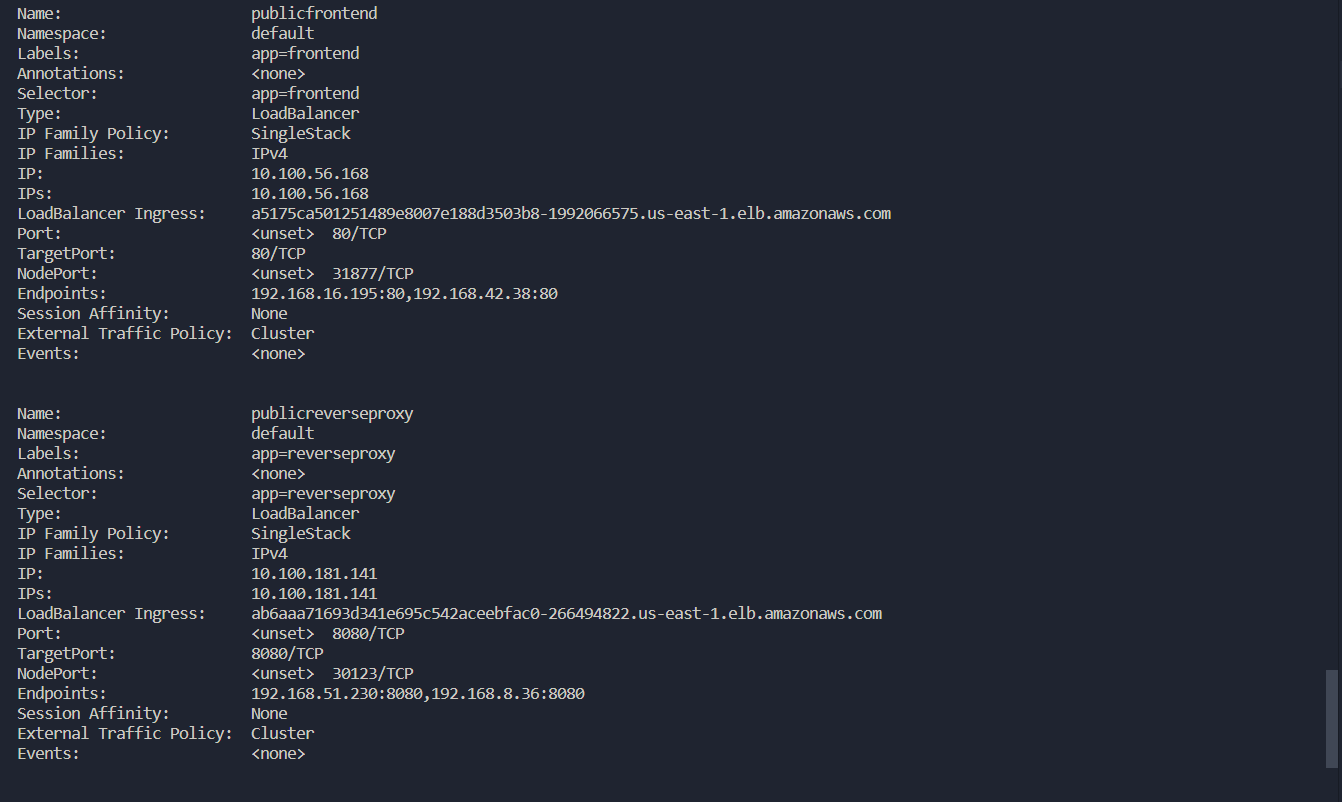 Name:                     publicfrontend
Namespace:                default
Labels:                   app=frontend
Annotations:              <none>
Selector:                 app=frontend
Type:                     LoadBalancer
IP Family Policy:         SingleStack
IP Families:              IPv4
IP:                       10.100.56.168
IPs:                      10.100.56.168
LoadBalancer Ingress:     a5175ca501251489e8007e188d3503b8-1992066575.us-east-1.elb.amazonaws.com
Port:                     <unset>  80/TCP
TargetPort:               80/TCP
NodePort:                 <unset>  31877/TCP
Endpoints:                192.168.16.195:80,192.168.42.38:80
Session Affinity:         None
External Traffic Policy:  Cluster
Events:                   <none>
Name:                     publicreverseproxy
Namespace:                default
Labels:                   app=reverseproxy
Annotations:              <none>
Selector:                 app=reverseproxy
Type:                     LoadBalancer
IP Family Policy:         SingleStack
IP Families:              IPv4
IP:                       10.100.181.141
IPs:                      10.100.181.141
LoadBalancer Ingress:     ab6aaa71693d341e695c542aceebfac0-266494822.us-east-1.elb.amazonaws.com
Port:                     <unset>  8080/TCP
TargetPort:               8080/TCP
NodePort:                 <unset>  30123/TCP
Endpoints:                192.168.51.230:8080,192.168.8.36:8080
Session Affinity:         None
External Traffic Policy:  Cluster
Events:                   <none>